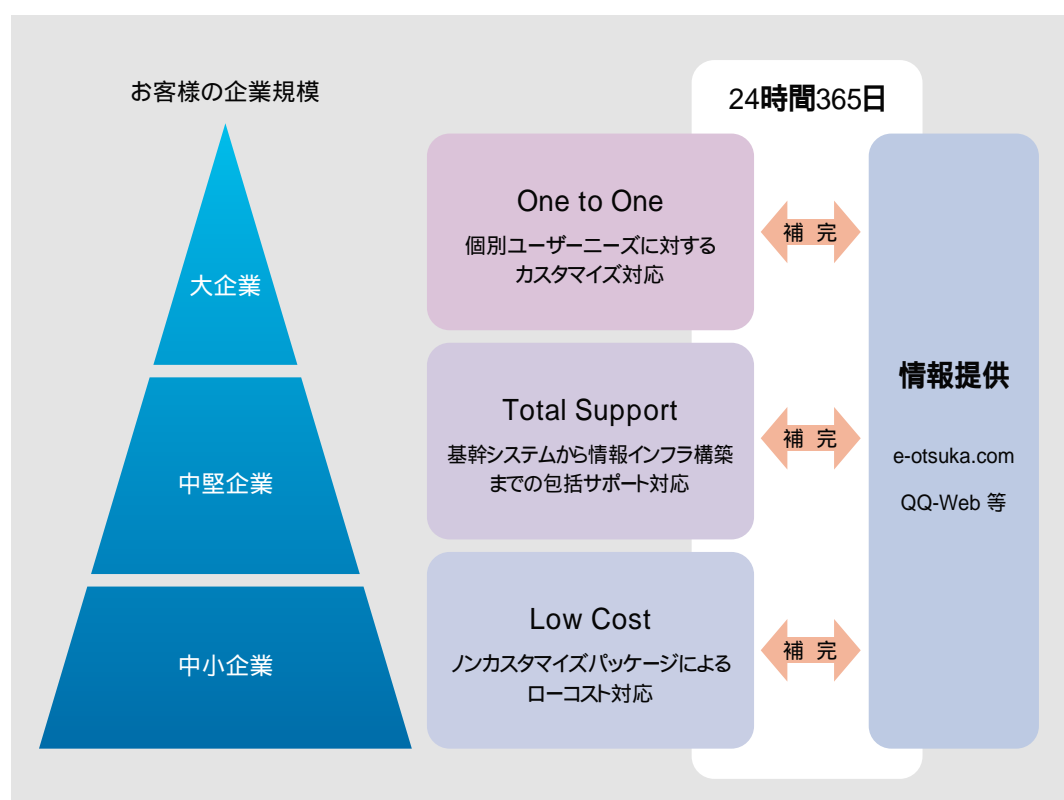 お客様の企業規模
24時間365日
大企業
One to One
個別ユーザーニーズに対する
カスタマイズ対応
補 完
中堅企業
Total Support
基幹システムから情報インフラ構築
までの包括サポート対応
補 完
中小企業
Low Cost
ノンカスタマイズパッケージによる
ローコスト対応
補 完
情報提供
e-otsuka.com
QQ-Web 等